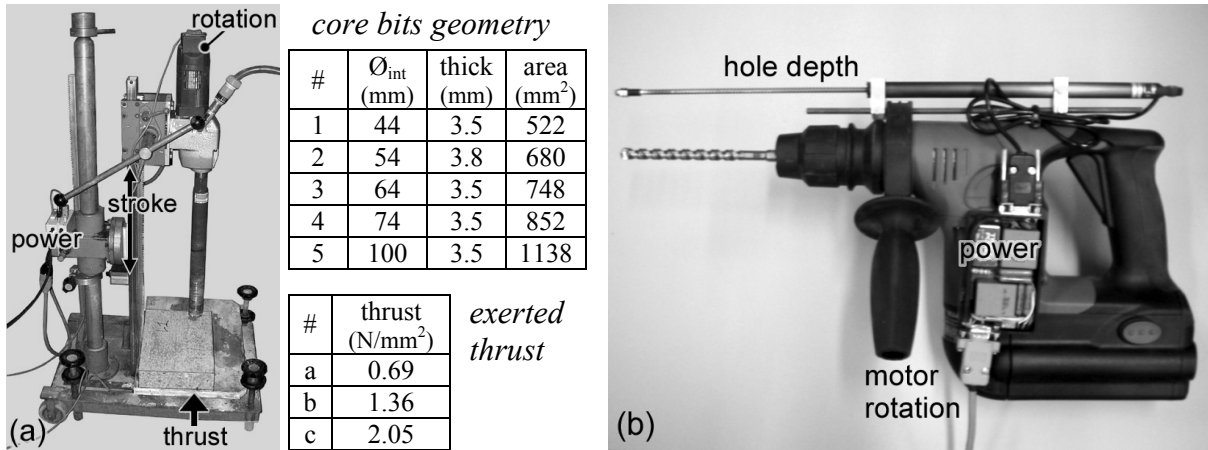 rotation
stroke
power
(a)
thrust
core bits geometry
# Ø_int (mm) thick (mm) area (mm²)
1 44 3.5 522
2 54 3.8 680
3 64 3.5 748
4 74 3.5 852
5 100 3.5 1138
# thrust (N/mm²)
a 0.69
b 1.36
c 2.05
exerted
thrust
hole depth
power
motor
rotation
(b)